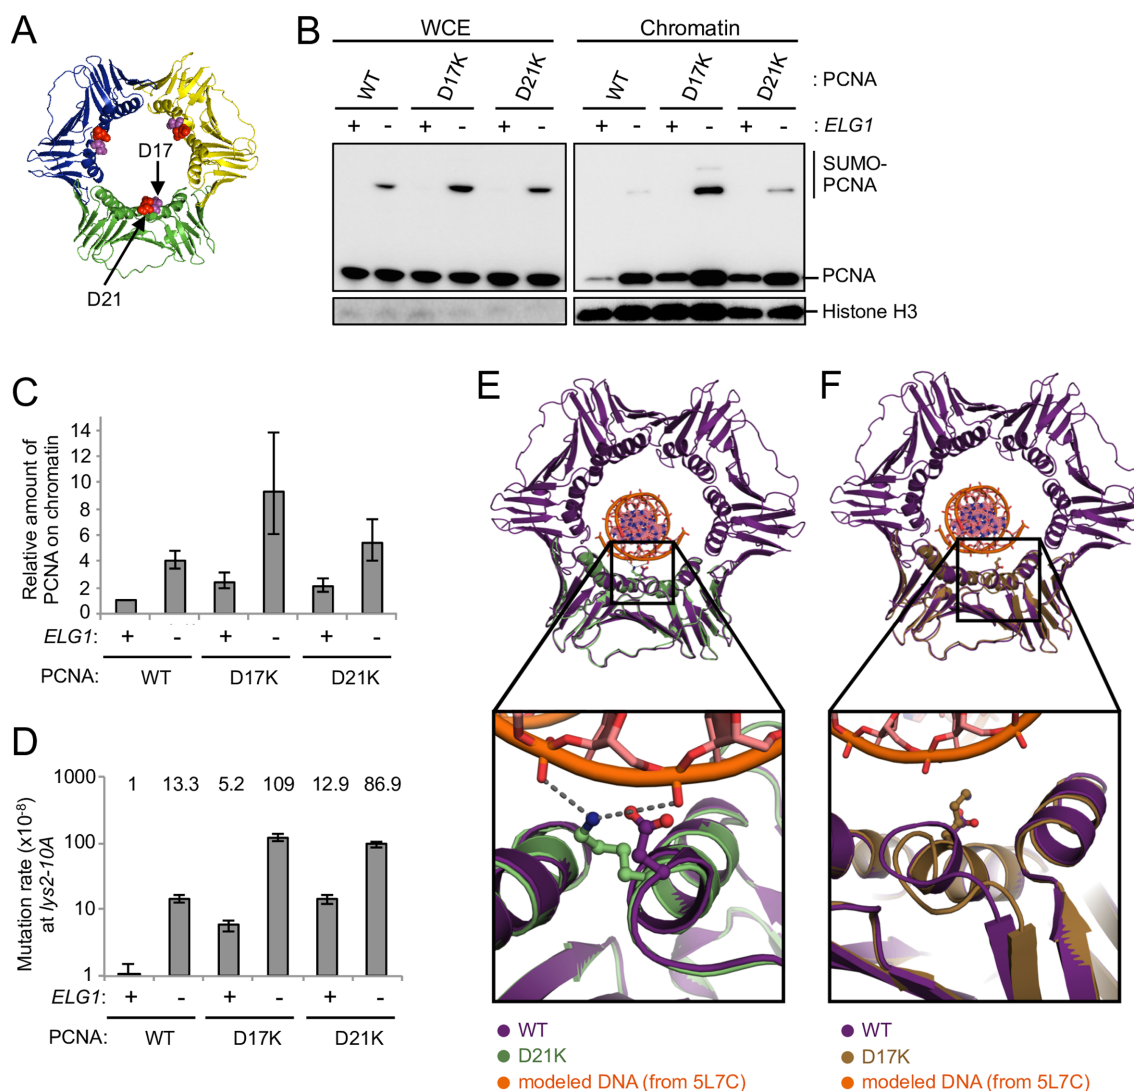 A
D17
D21
B
WCE
Chromatin
WT D17K D21K WT D17K D21K : PCNA
+ - + - + - + - + - + - : ELG1
SUMO-
PCNA
PCNA
Histone H3
C
Relative amount of
PCNA on chromatin
14
12
10
8
6
4
2
0
ELG1: + - + - + -
PCNA: WT D17K D21K
D
Mutation rate (x10-8)
at lys2-10A
1000
100
10
1
1 13.3 5.2 109 12.9 86.9
ELG1: + - + - + -
PCNA: WT D17K D21K
E
WT
D21K
modeled DNA (from 5L7C)
F
WT
D17K
modeled DNA (from 5L7C)